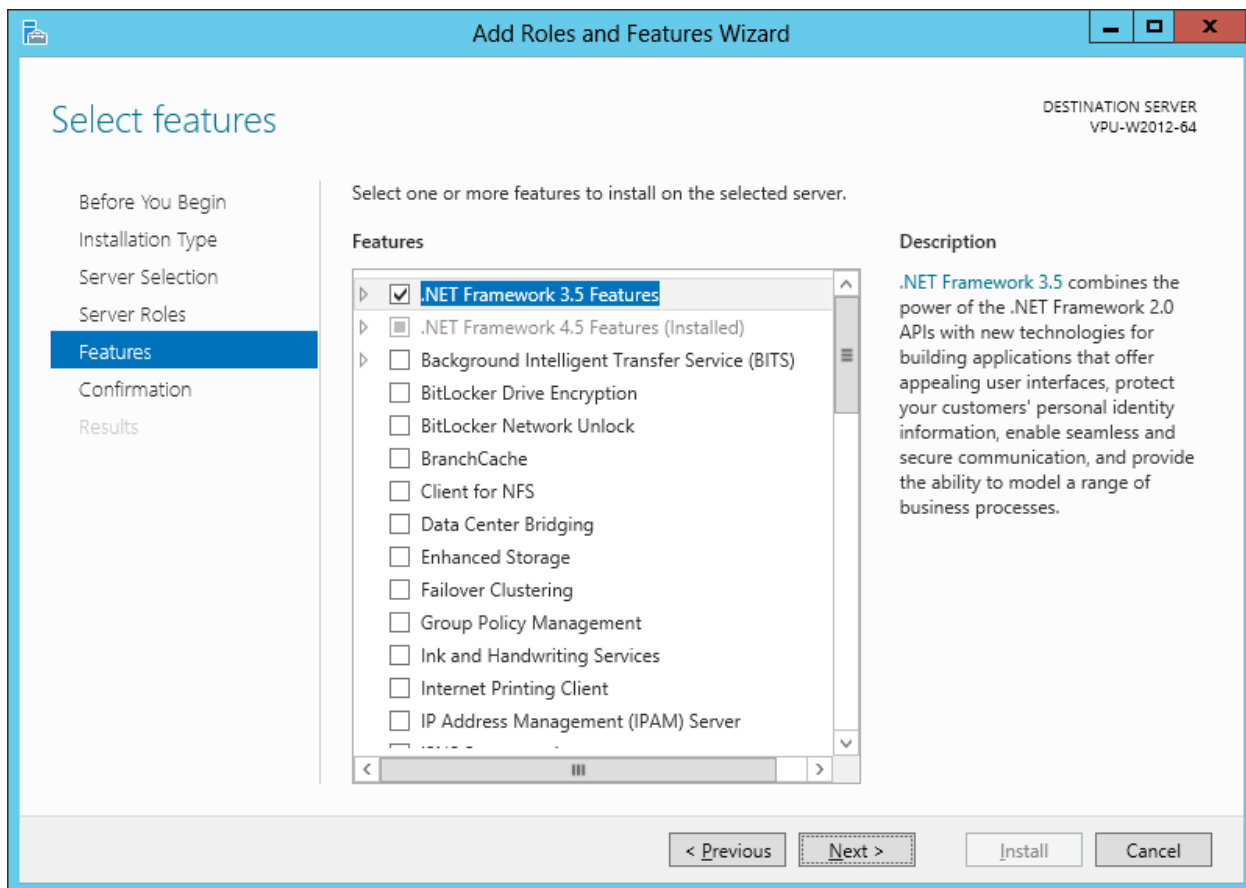 Add Roles and Features Wizard
Select features
DESTINATION SERVER
VPU-W2012-64
Before You Begin
Installation Type
Server Selection
Server Roles
Features
Confirmation
Results
Select one or more features to install on the selected server.
Features
.NET Framework 3.5 Features
.NET Framework 4.5 Features (Installed)
Background Intelligent Transfer Service (BITS)
BitLocker Drive Encryption
BitLocker Network Unlock
BranchCache
Client for NFS
Data Center Bridging
Enhanced Storage
Failover Clustering
Group Policy Management
Ink and Handwriting Services
Internet Printing Client
IP Address Management (IPAM) Server
Description
.NET Framework 3.5 combines the
power of the .NET Framework 2.0
APIs with new technologies for
building applications that offer
appealing user interfaces, protect
your customers' personal identity
information, enable seamless and
secure communication, and provide
the ability to model a range of
business processes.
< Previous
Next >
Install
Cancel